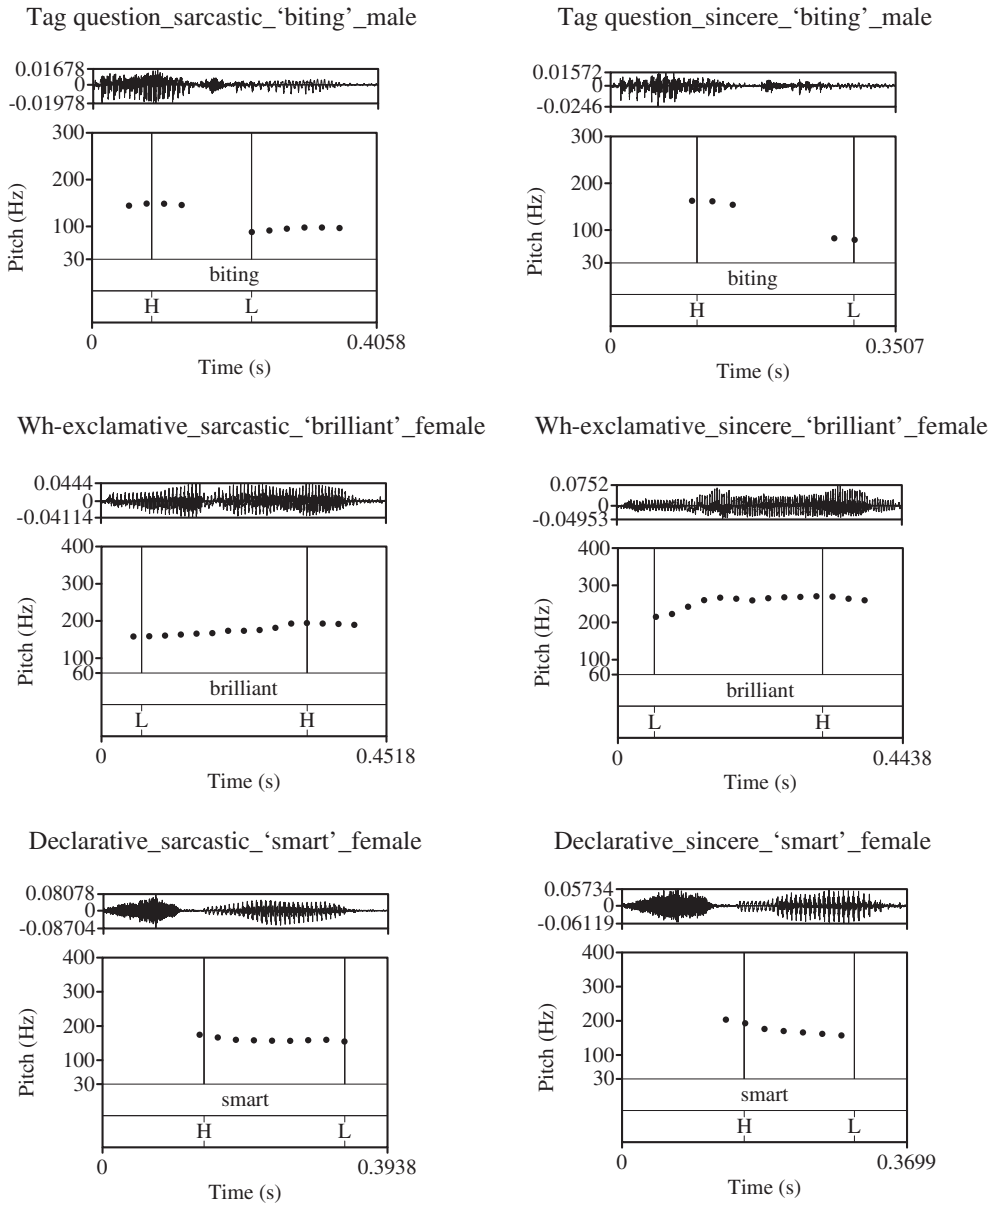 Tag question_sarcastic_‘biting’_male
0.01678
0
-0.01978
300
200
100
30
Pitch (Hz)
biting
H L
0 0.4058
Time (s)
Tag question_sincere_‘biting’_male
0.01572
0
-0.0246
300
200
100
30
Pitch (Hz)
biting
H L
0 0.3507
Time (s)
Wh-exclamative_sarcastic_‘brilliant’_female
0.0444
0
-0.04114
400
300
200
100
60
Pitch (Hz)
brilliant
L H
0 0.4518
Time (s)
Wh-exclamative_sincere_‘brilliant’_female
0.0752
0
-0.04953
400
300
200
100
60
Pitch (Hz)
brilliant
L H
0 0.4438
Time (s)
Declarative_sarcastic_‘smart’_female
0.08078
0
-0.08704
400
300
200
100
30
Pitch (Hz)
smart
H L
0 0.3938
Time (s)
Declarative_sincere_‘smart’_female
0.05734
0
-0.06119
400
300
200
100
30
Pitch (Hz)
smart
H L
0 0.3699
Time (s)